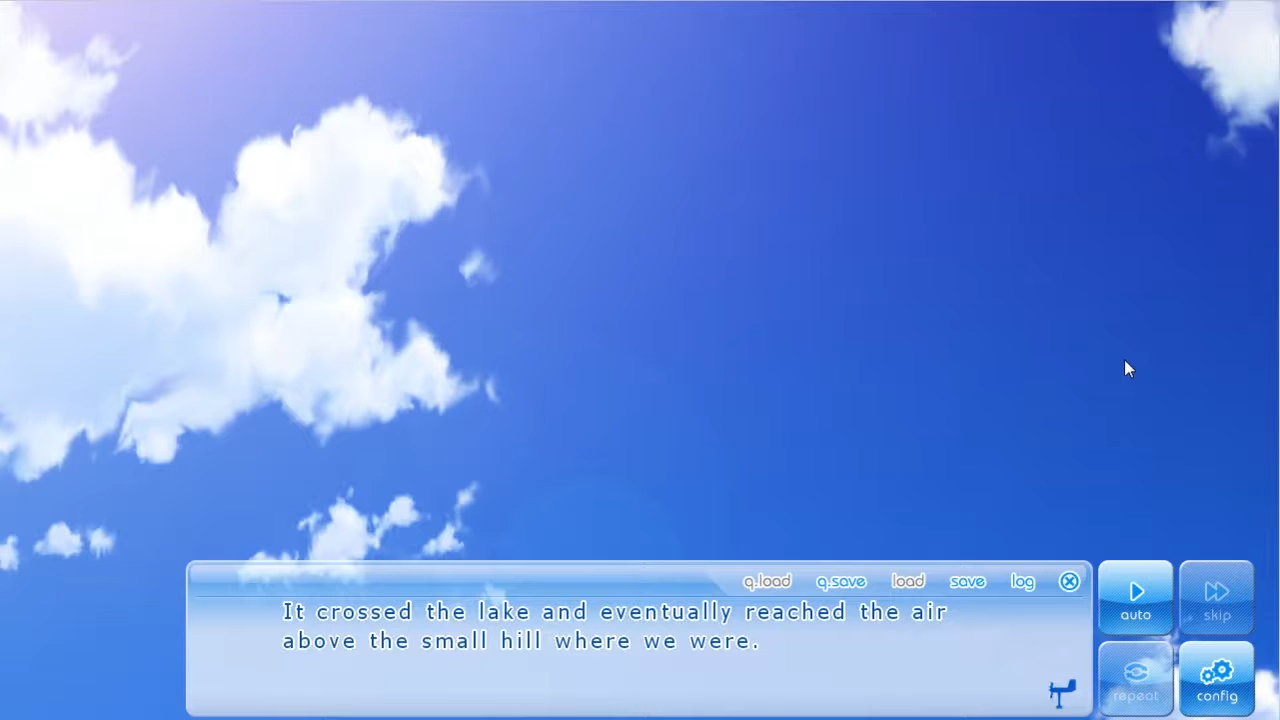 q.load q.save load save log
It crossed the lake and eventually reached the air
above the small hill where we were.
auto skip
repeat config